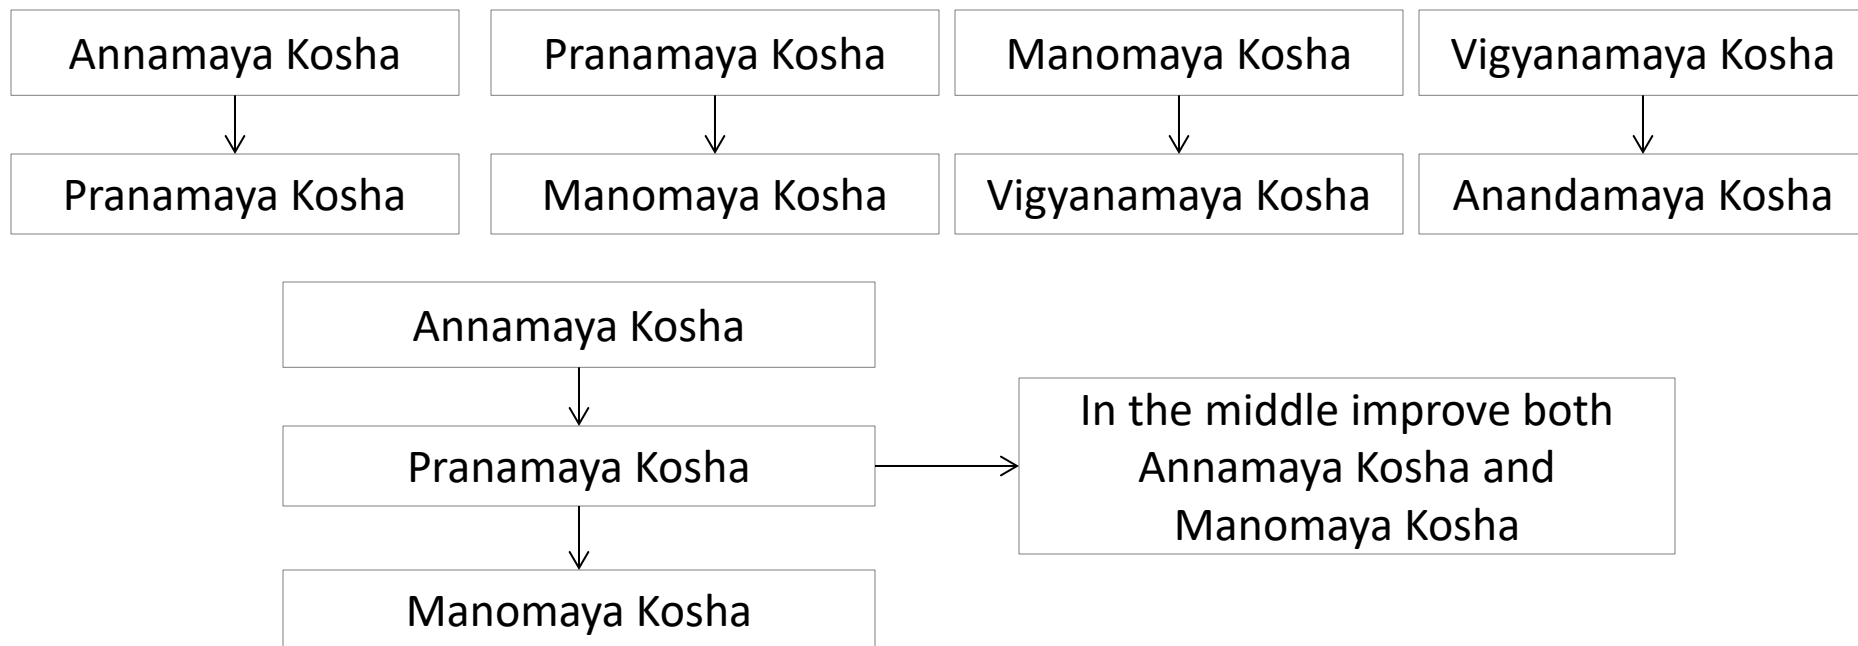 Annamaya Kosha
Pranamaya Kosha
Manomaya Kosha
Vigyanamaya Kosha
Pranamaya Kosha
Manomaya Kosha
Vigyanamaya Kosha
Anandamaya Kosha
Annamaya Kosha
Pranamaya Kosha
In the middle improve both
Annamaya Kosha and
Manomaya Kosha
Manomaya Kosha